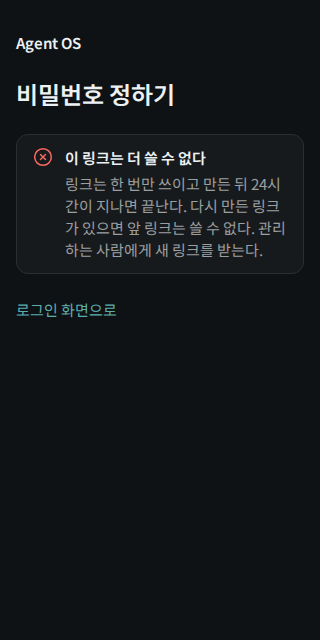 Agent OS
비밀번호 정하기
이 링크는 더 쓸 수 없다
링크는 한 번만 쓰이고 만든 뒤 24시
간이 지나면 끝난다. 다시 만든 링크
가 있으면 앞 링크는 쓸 수 없다. 관리
하는 사람에게 새 링크를 받는다.
로그인 화면으로